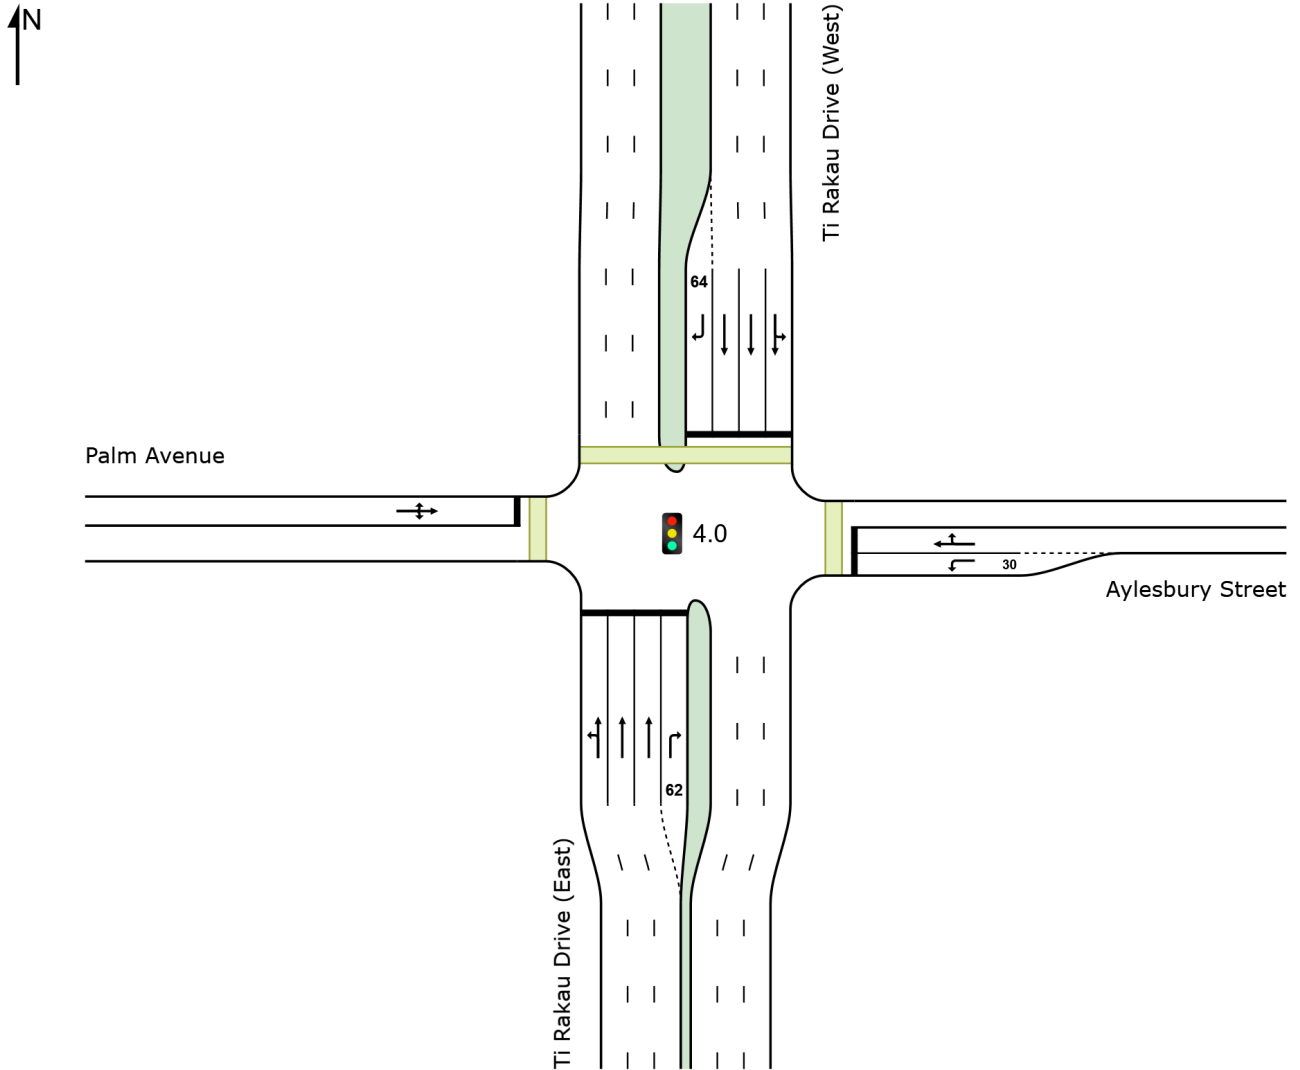 N
Ti Rakau Drive (West)
64
Palm Avenue
4.0
30
Aylesbury Street
62
Ti Rakau Drive (East)